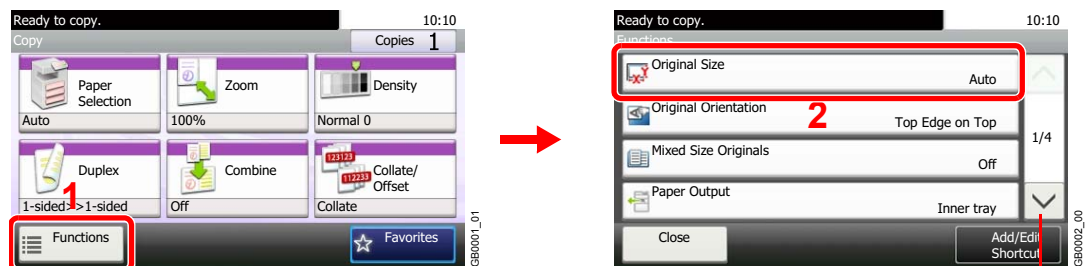 Ready to copy.
10:10
Copy
Copies 1
Paper
Selection
Auto
Zoom
100%
Density
Normal 0
Duplex
1-sided>>1-sided
Combine
Off
123123
112233
Collate/
Offset
Collate
1
Functions
Favorites
GB0001_01
Ready to copy.
10:10
Functions
Original Size
Auto
Original Orientation
Top Edge on Top
2
Mixed Size Originals
Off
Paper Output
Inner tray
1/4
Close
Add/Edit
Shortcut
GB0002_00